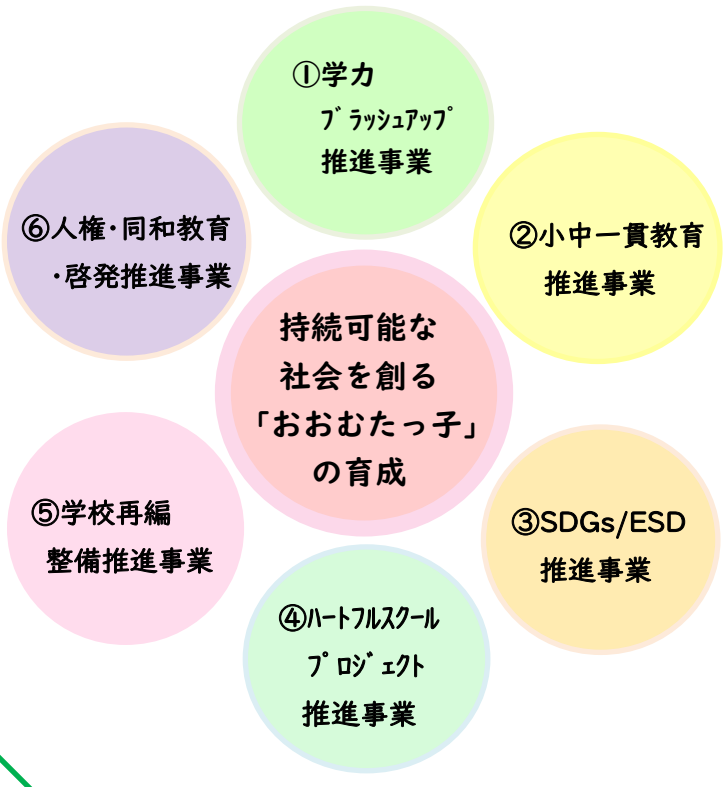 ①学力
ブラッシュアップ
推進事業
②小中一貫教育
推進事業
③SDGs/ESD
推進事業
④ハートフルスクール
プロジェクト
推進事業
⑤学校再編
整備推進事業
⑥人権・同和教育
・啓発推進事業
持続可能な
社会を創る
「おおむたっ子」
の育成